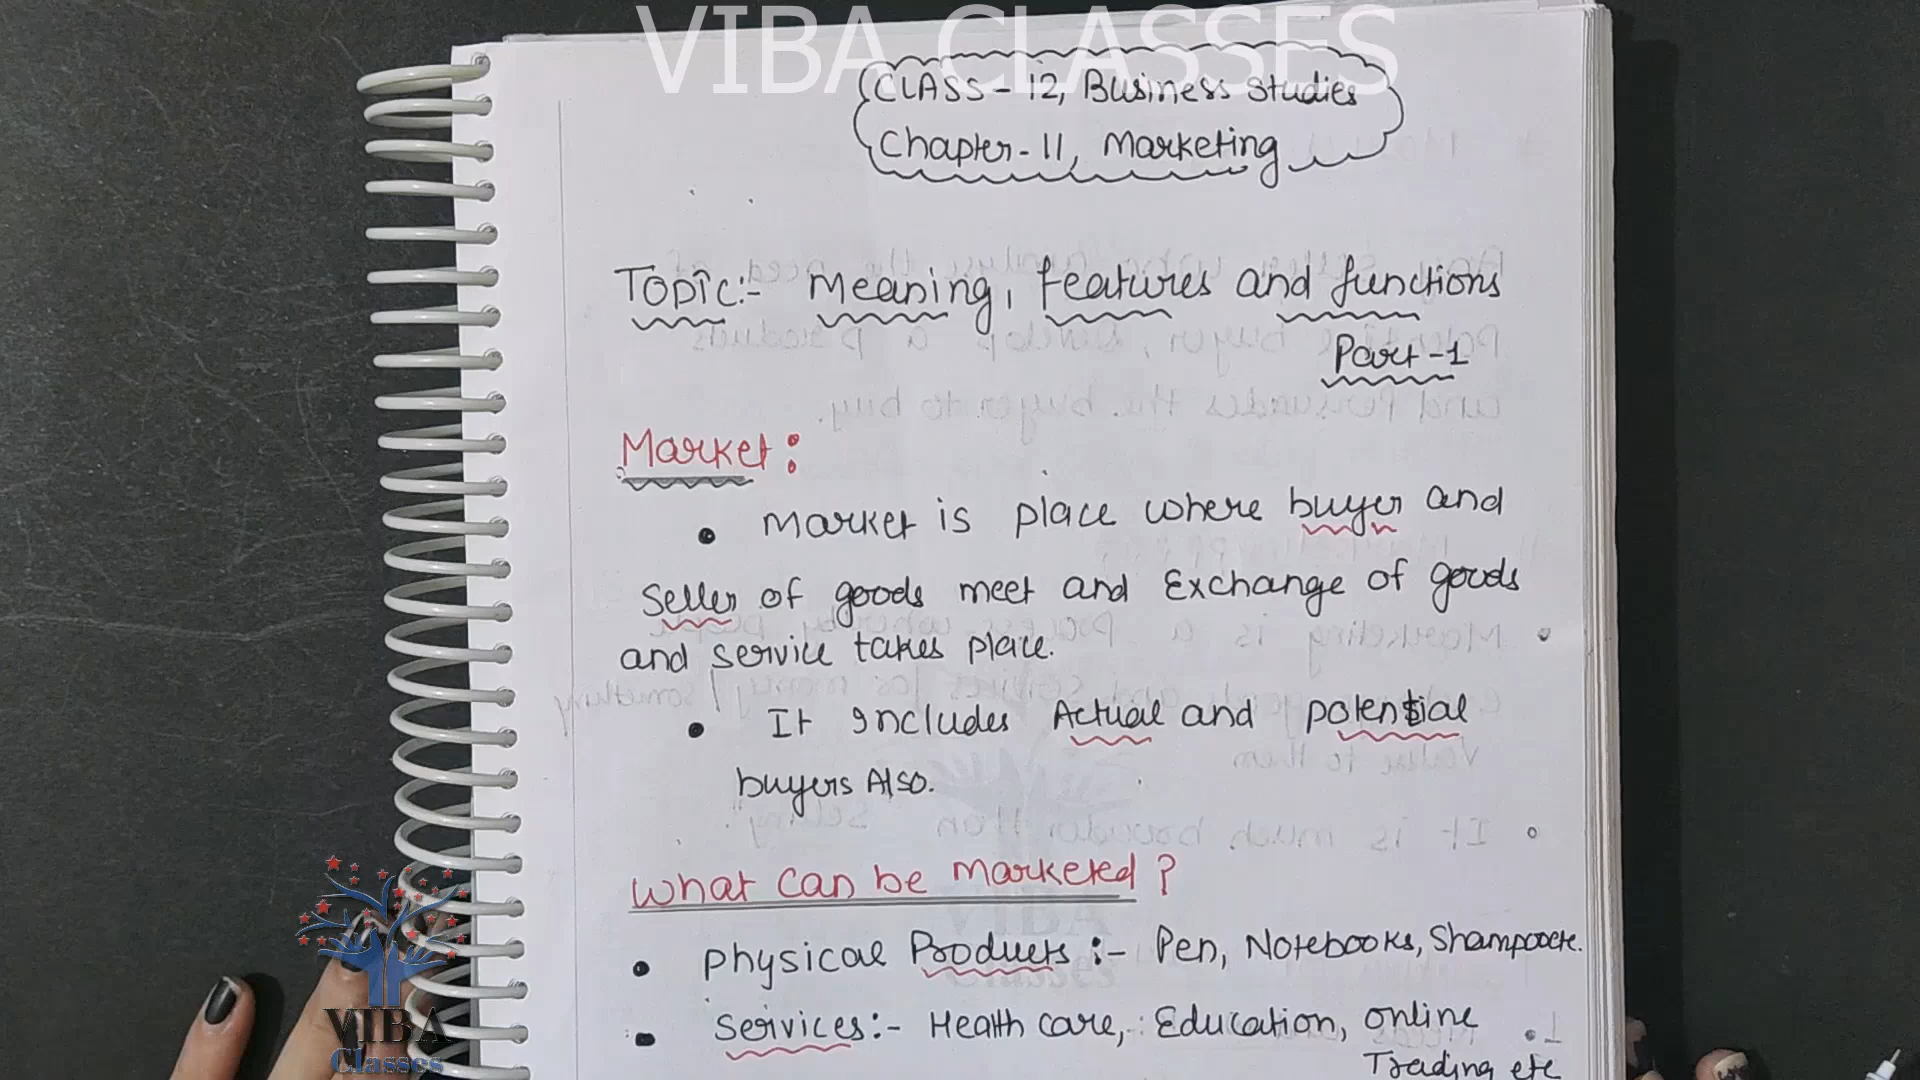 VIBA CLASSES
CLASS-12, Business Studies
Chapter-11, Marketing
Topic:- Meaning, features and functions
Part-1
Market:
• Market is place where buyer and
Seller of goods meet and Exchange of goods
and service takes place.
• It includes Actual and potential
buyers Also.
What can be Marketed?
• Physical Products:- Pen, Notebooks, Shampoo etc.
• Services:- Health care, Education, online
Trading etc
VIBA
Classes